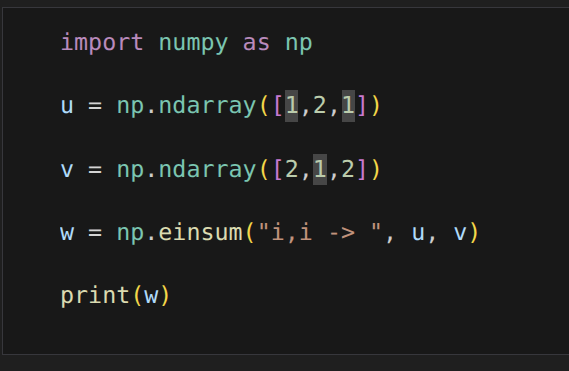 import numpy as np
u = np.ndarray([1,2,1])
v = np.ndarray([2,1,2])
w = np.einsum("i,i -> ", u, v)
print(w)